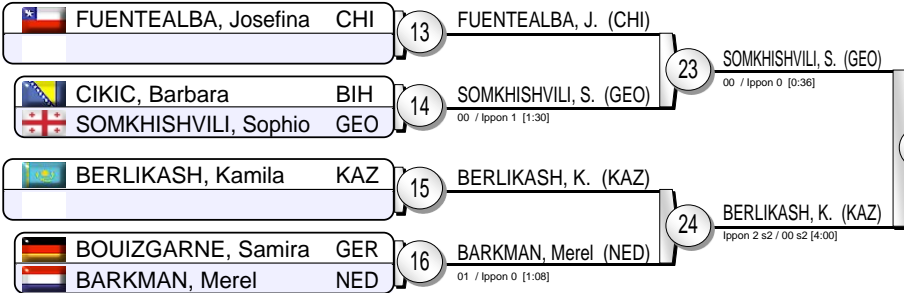 FUENTEALBA, Josefina CHI
13
FUENTEALBA, J. (CHI)
CIKIC, Barbara BIH
SOMKHISHVILI, Sophio GEO
14
SOMKHISHVILI, S. (GEO)
00 / Ippon 1 [1:30]
23
SOMKHISHVILI, S. (GEO)
00 / Ippon 0 [0:36]
BERLIKASH, Kamila KAZ
15
BERLIKASH, K. (KAZ)
BOUIZGARNE, Samira GER
BARKMAN, Merel NED
16
BARKMAN, Merel (NED)
01 / Ippon 0 [1:08]
24
BERLIKASH, K. (KAZ)
Ippon 2 s2 / 00 s2 [4:00]